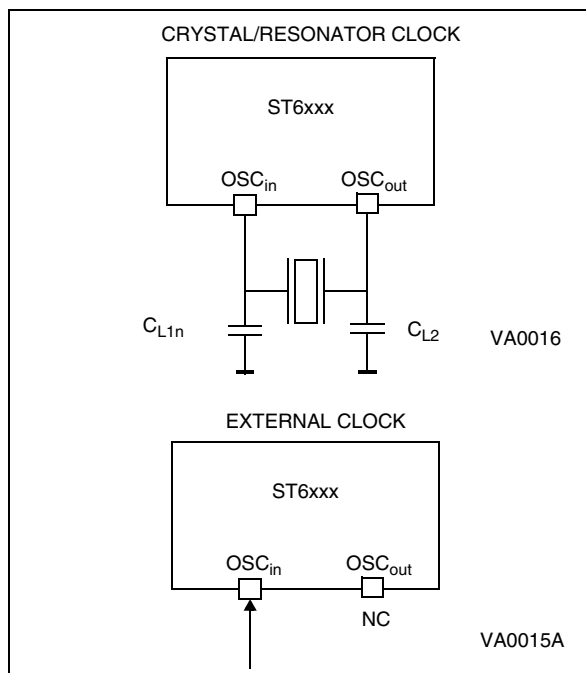 CRYSTAL/RESONATOR CLOCK
ST6xxx
OSCin OSCout
CL1n CL2 VA0016
EXTERNAL CLOCK
ST6xxx
OSCin OSCout
NC
VA0015A